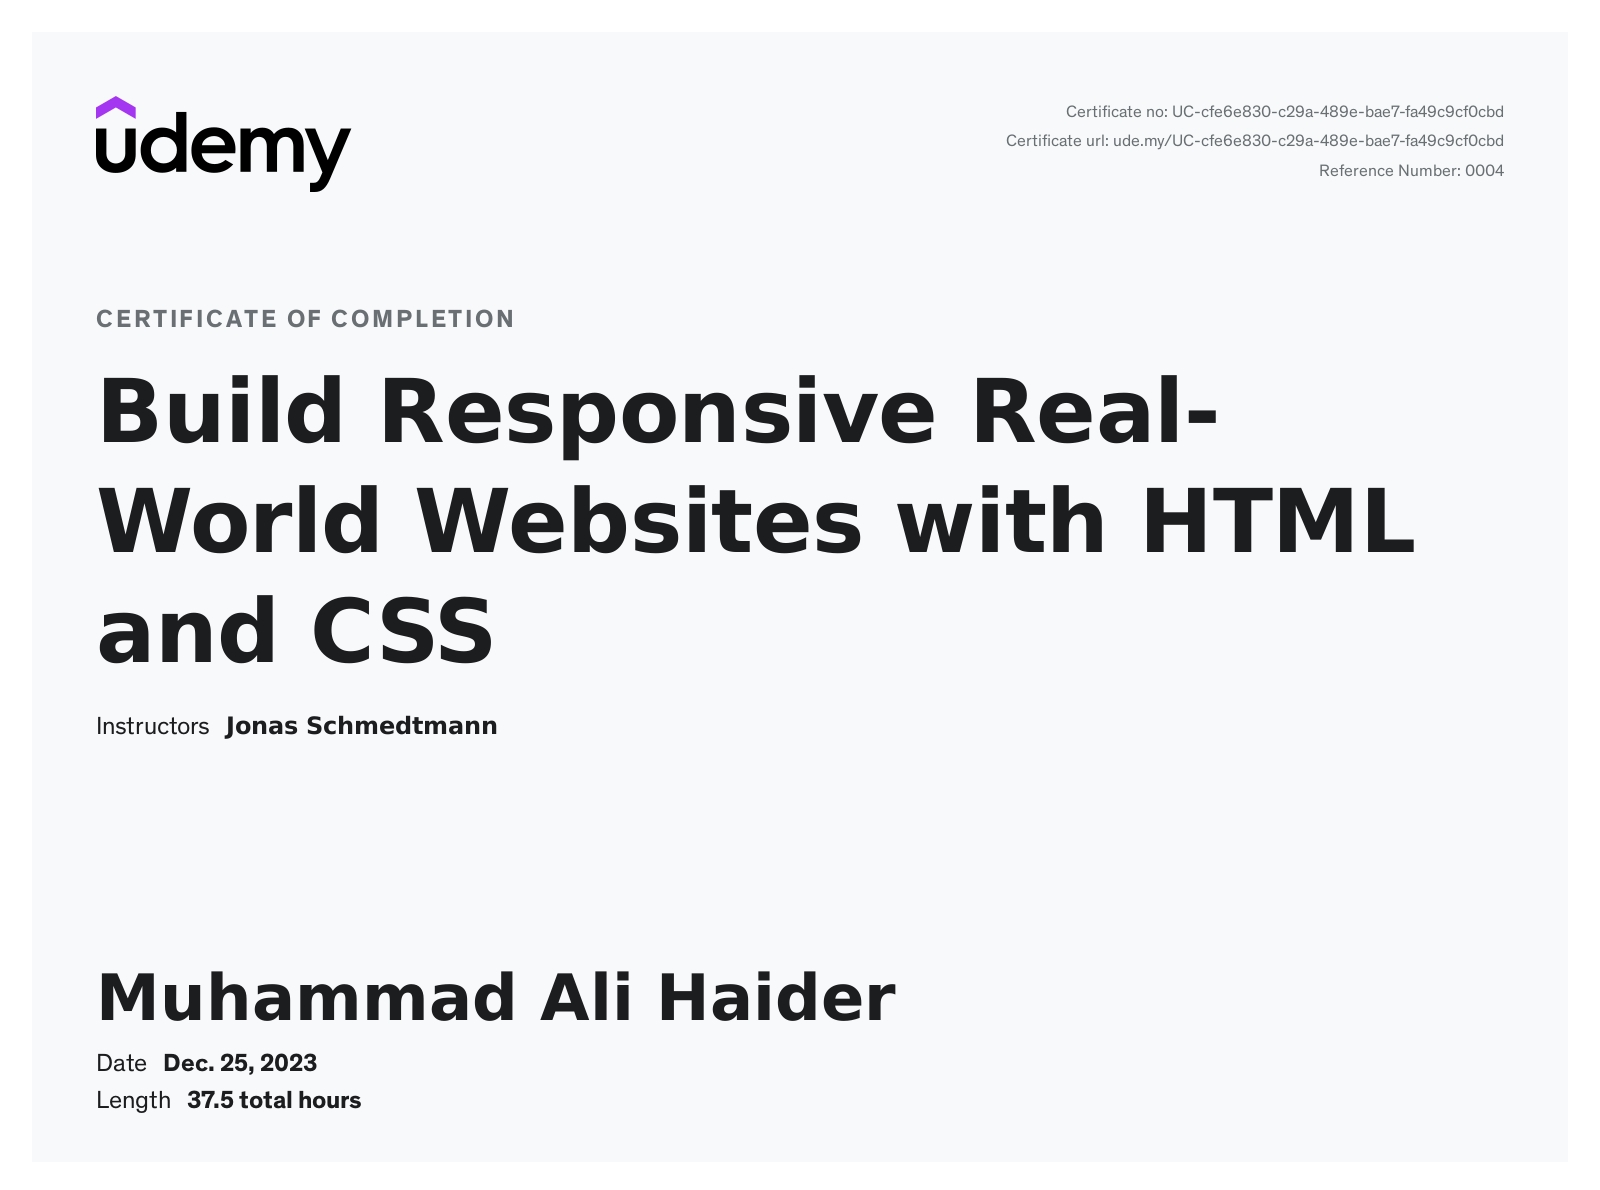 udemy
Certificate no: UC-cfe6e830-c29a-489e-bae7-fa49c9cf0cbd
Certificate url: ude.my/UC-cfe6e830-c29a-489e-bae7-fa49c9cf0cbd
Reference Number: 0004
CERTIFICATE OF COMPLETION
Build Responsive Real-
World Websites with HTML
and CSS
Instructors Jonas Schmedtmann
Muhammad Ali Haider
Date Dec. 25, 2023
Length 37.5 total hours